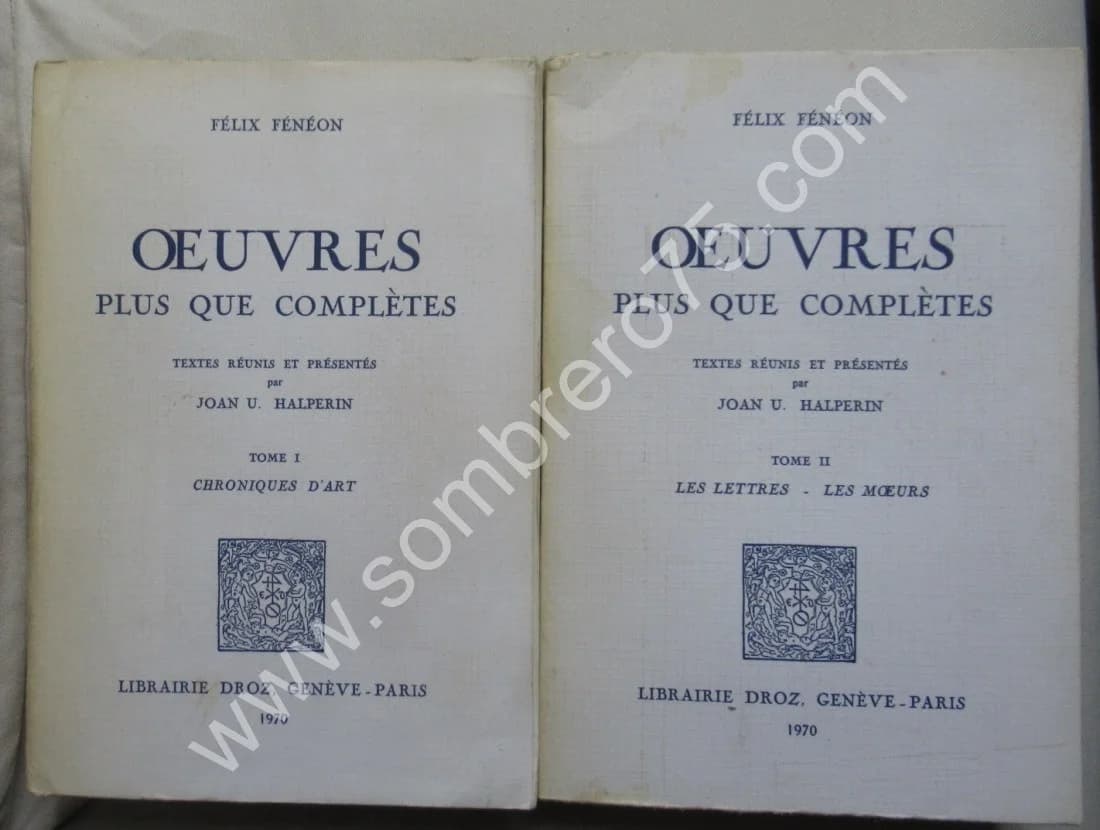 FÉLIX FÉNÉON
ŒUVRES
PLUS QUE COMPLÈTES
TEXTES RÉUNIS ET PRÉSENTÉS
par
JOAN U. HALPERIN
TOME I
CHRONIQUES D'ART
LIBRAIRIE DROZ, GENÈVE-PARIS
1970
FÉLIX FÉNÉON
ŒUVRES
PLUS QUE COMPLÈTES
TEXTES RÉUNIS ET PRÉSENTÉS
par
JOAN U. HALPERIN
TOME II
LES LETTRES - LES MŒURS
LIBRAIRIE DROZ, GENÈVE-PARIS
1970
www.sombrero75.com